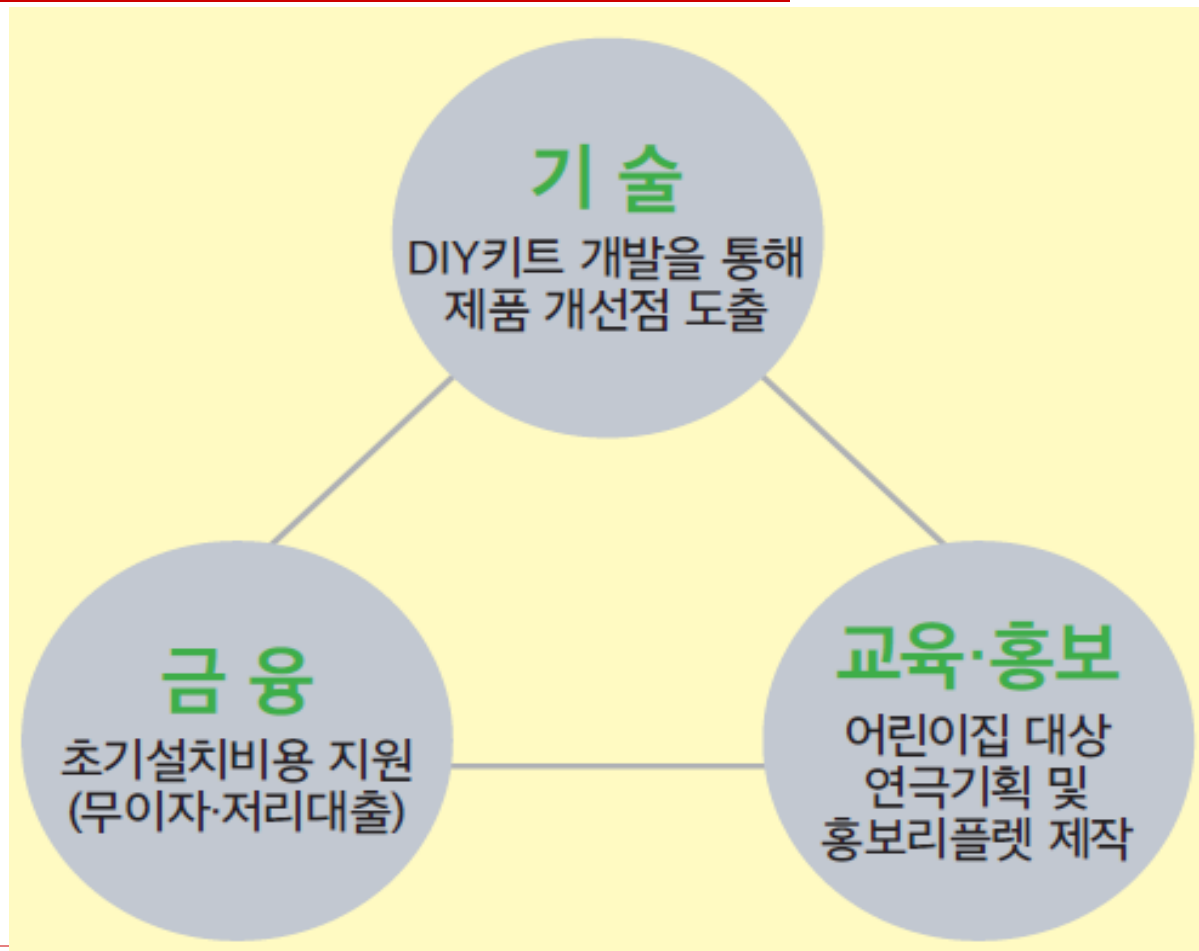 기 술
DIY키트 개발을 통해
제품 개선점 도출
금 융
초기설치비용 지원
(무이자·저리대출)
교육·홍보
어린이집 대상
연극기획 및
홍보리플렛 제작